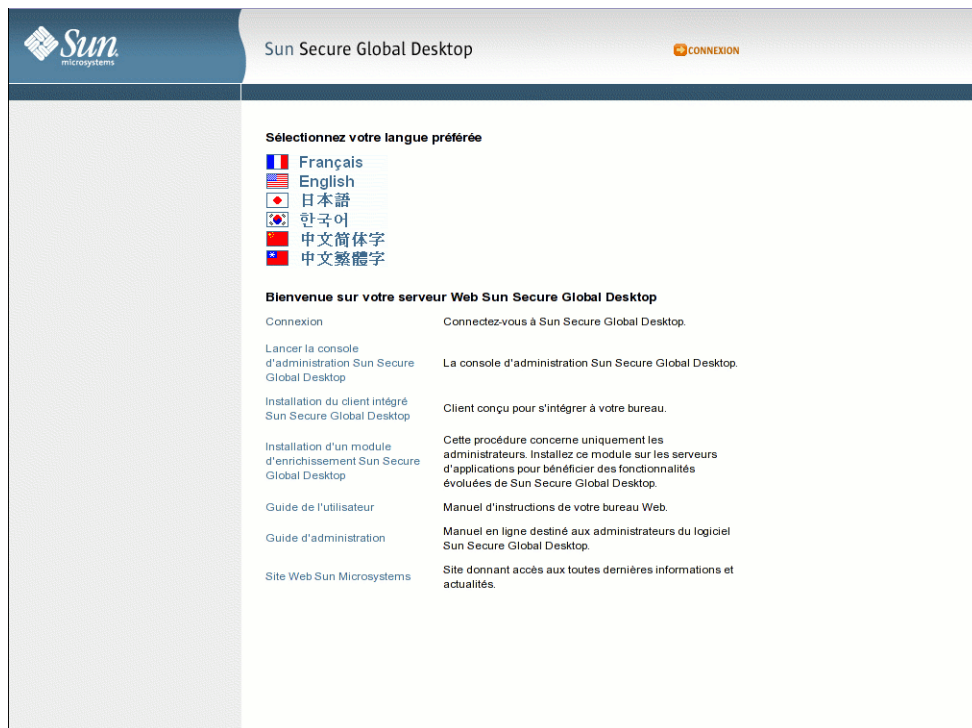 Sun
microsystems
Sun Secure Global Desktop
CONNEXION
Sélectionnez votre langue préférée
Français
English
日本語
한국어
中文简体字
中文繁體字
Bienvenue sur votre serveur Web Sun Secure Global Desktop
Connexion
Connectez-vous à Sun Secure Global Desktop.
Lancer la console
d'administration Sun Secure
Global Desktop
La console d'administration Sun Secure Global Desktop.
Installation du client intégré
Sun Secure Global Desktop
Client conçu pour s'intégrer à votre bureau.
Installation d'un module
d'enrichissement Sun Secure
Global Desktop
Cette procédure concerne uniquement les
administrateurs. Installez ce module sur les serveurs
d'applications pour bénéficier des fonctionnalités
évoluées de Sun Secure Global Desktop.
Guide de l'utilisateur
Manuel d'instructions de votre bureau Web.
Guide d'administration
Manuel en ligne destiné aux administrateurs du logiciel
Sun Secure Global Desktop.
Site Web Sun Microsystems
Site donnant accès aux toutes dernières informations et
actualités.